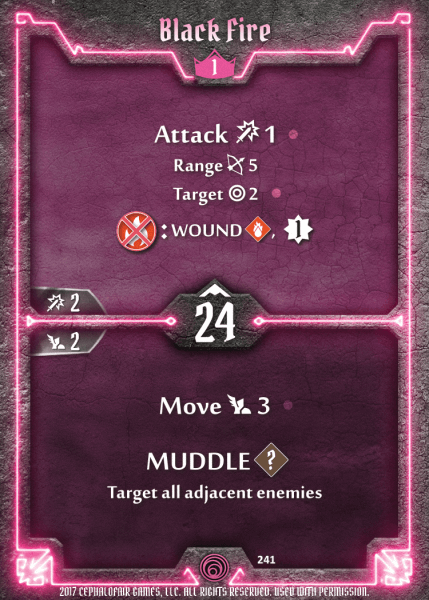 Black Fire
1
Attack 1
Range 5
Target 2
: WOUND , 1
2
24
2
Move 3
MUDDLE ?
Target all adjacent enemies
241
2017 CEPHALOFAIR GAMES, LLC. ALL RIGHTS RESERVED. USED WITH PERMISSION.